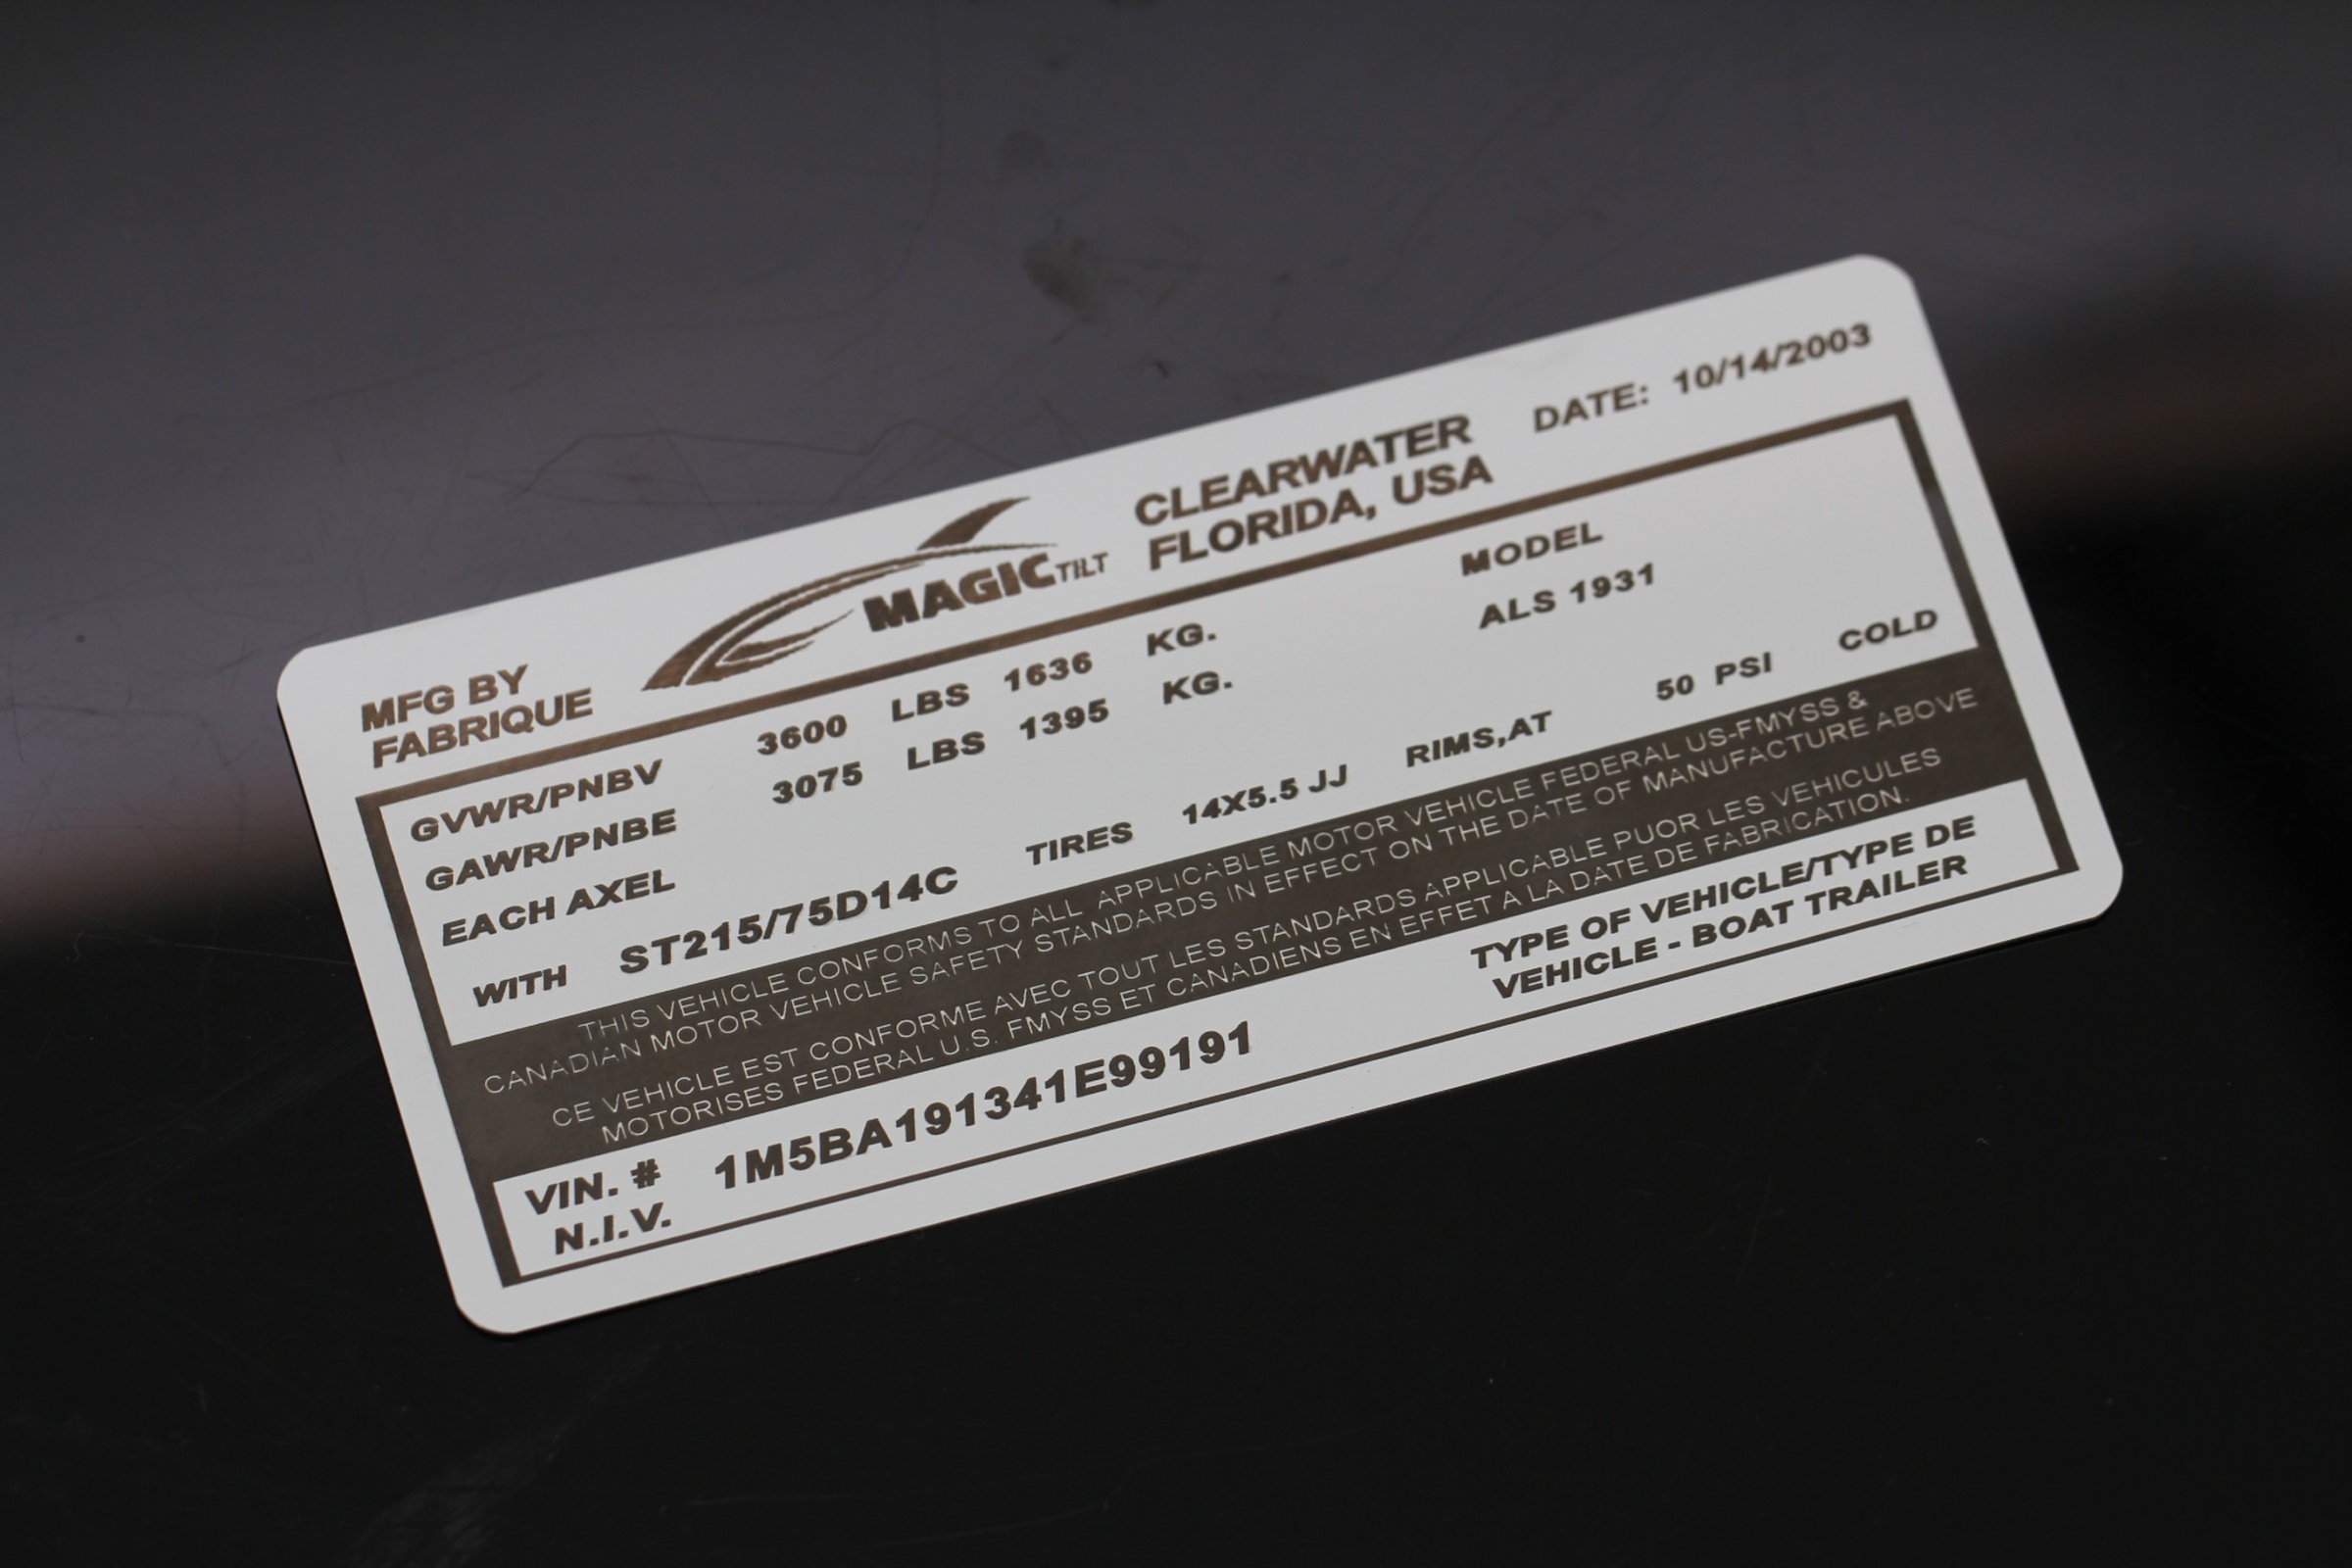 MFG BY
FABRIQUE
MAGIC TILT
CLEARWATER
FLORIDA, USA
DATE: 10/14/2003
GVWR/PNBV 3600 LBS 1636 KG.
GAWR/PNBE 3075 LBS 1395 KG.
EACH AXEL
MODEL
ALS 1931
WITH ST215/75D14C TIRES 14X5.5 JJ RIMS,AT 50 PSI COLD
THIS VEHICLE CONFORMS TO ALL APPLICABLE MOTOR VEHICLE FEDERAL US-FMYSS &
CANADIAN MOTOR VEHICLE SAFETY STANDARDS IN EFFECT ON THE DATE OF MANUFACTURE ABOVE
CE VEHICLE EST CONFORME AVEC TOUT LES STANDARDS APPLICABLE PUOR LES VEHICULES
MOTORISES FEDERAL U.S. FMYSS ET CANADIENS EN EFFET A LA DATE DE FABRICATION.
VIN. # 1M5BA191341E99191
N.I.V.
TYPE OF VEHICLE/TYPE DE
VEHICLE - BOAT TRAILER